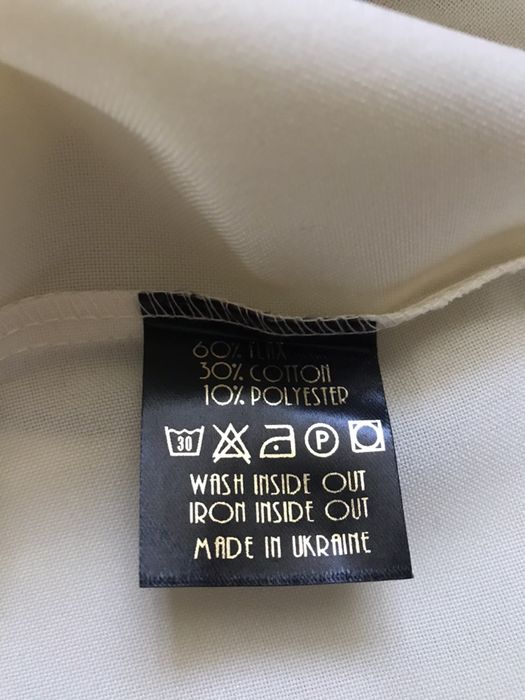 60% FLAX
30% COTTON
10% POLYESTER
30 P
WASH INSIDE OUT
IRON INSIDE OUT
MADE IN UKRAINE